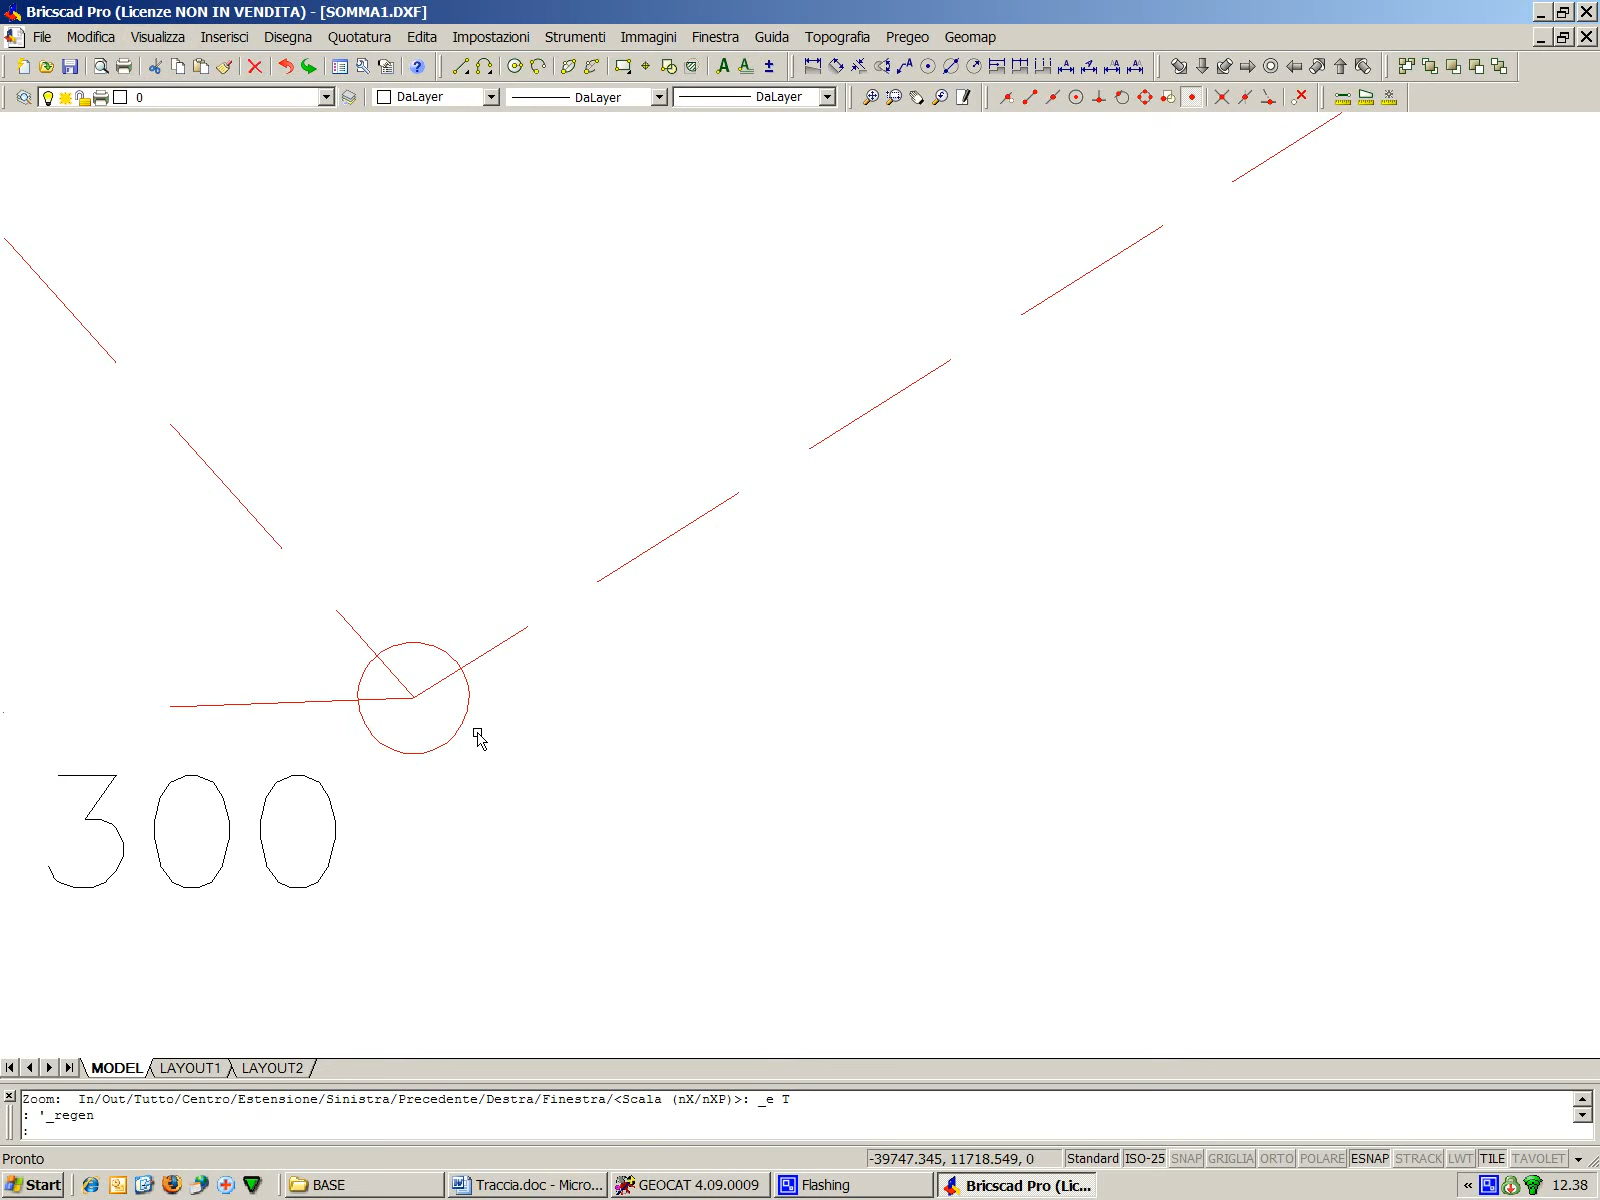 Bricscad Pro (Licenze NON IN VENDITA) - [SOMMA1.DXF]
File Modifica Visualizza Inserisci Disegna Quotatura Edita Impostazioni Strumenti Immagini Finestra Guida Topografia Pregeo Geomap
0 DaLayer DaLayer DaLayer
300
MODEL LAYOUT1 LAYOUT2
Zoom: In/Out/Tutto/Centro/Estensione/Sinistra/Precedente/Destra/Finestra/<Scala (nX/nXP)>: _e T
: '_regen
:
Pronto -39747.345, 11718.549, 0 Standard ISO-25 SNAP GRIGLIA ORTO POLARE ESNAP STRACK LWT TILE TAVOLET
Start BASE Traccia.doc - Micro... GEOCAT 4.09.0009 Flashing Bricscad Pro (Lic... « 12.38